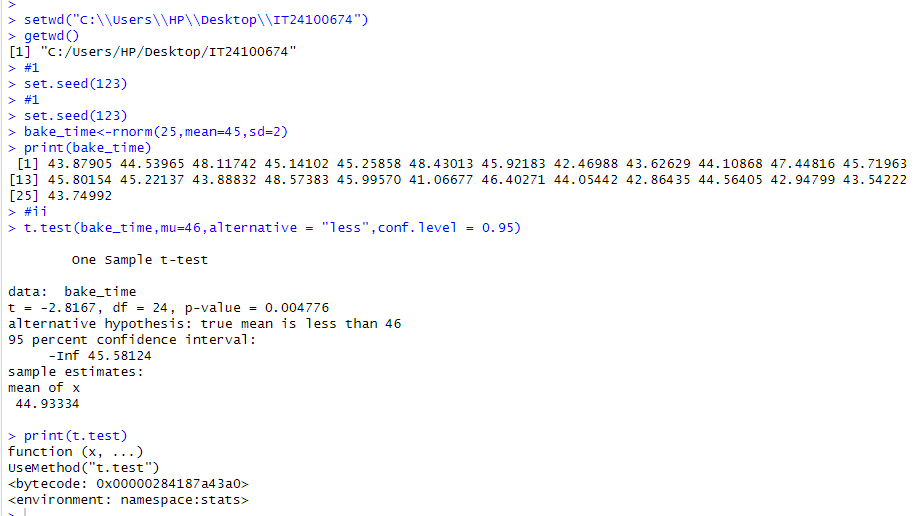 >
> setwd("C:\\Users\\HP\\Desktop\\IT24100674")
> getwd()
[1] "C:/Users/HP/Desktop/IT24100674"
> #1
> set.seed(123)
> #1
> set.seed(123)
> bake_time<-rnorm(25,mean=45,sd=2)
> print(bake_time)
 [1] 43.87905 44.53965 48.11742 45.14102 45.25858 48.43013 45.92183 42.46988 43.62629 44.10868 47.44816 45.71963
[13] 45.80154 45.22137 43.88832 48.57383 45.99570 41.06677 46.40271 44.05442 42.86435 44.56405 42.94799 43.54222
[25] 43.74992
> #ii
> t.test(bake_time,mu=46,alternative = "less",conf.level = 0.95)
        One Sample t-test
data:  bake_time
t = -2.8167, df = 24, p-value = 0.004776
alternative hypothesis: true mean is less than 46
95 percent confidence interval:
     -Inf 45.58124
sample estimates:
mean of x
 44.93334
> print(t.test)
function (x, ...)
UseMethod("t.test")
<bytecode: 0x00000284187a43a0>
<environment: namespace:stats>
>